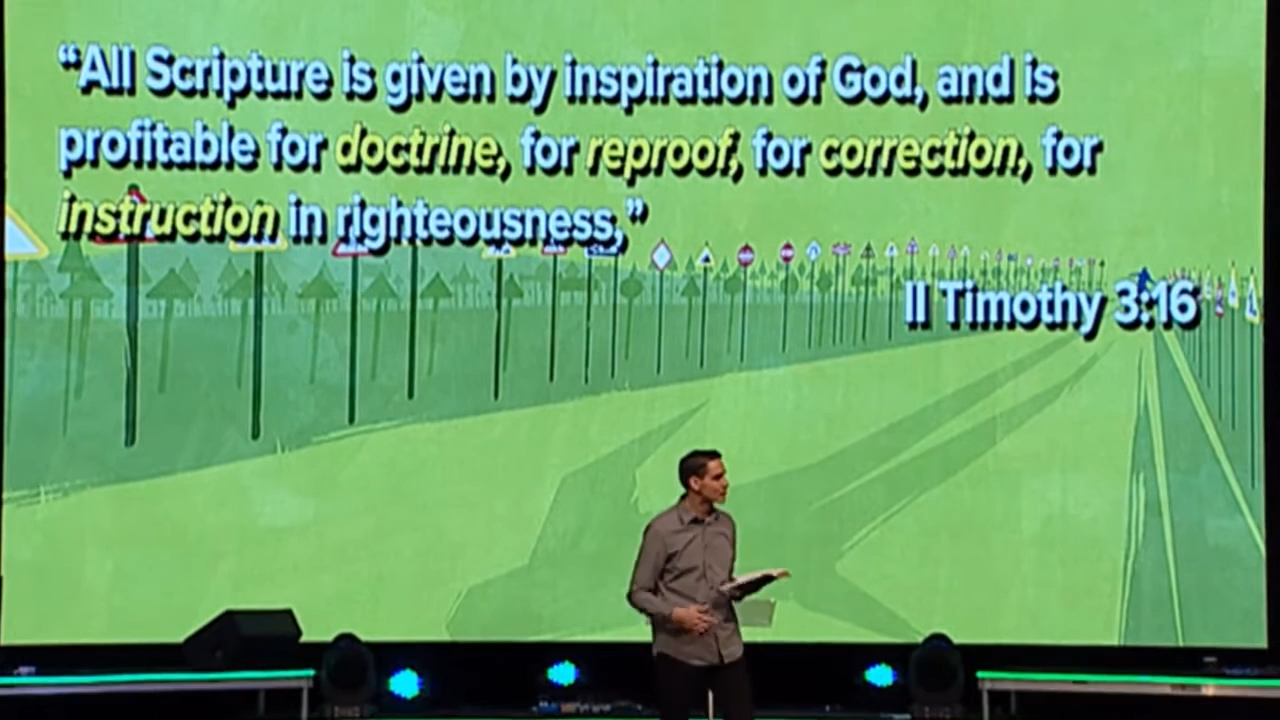 “All Scripture is given by inspiration of God, and is
profitable for doctrine, for reproof, for correction, for
instruction in righteousness,”
II Timothy 3:16